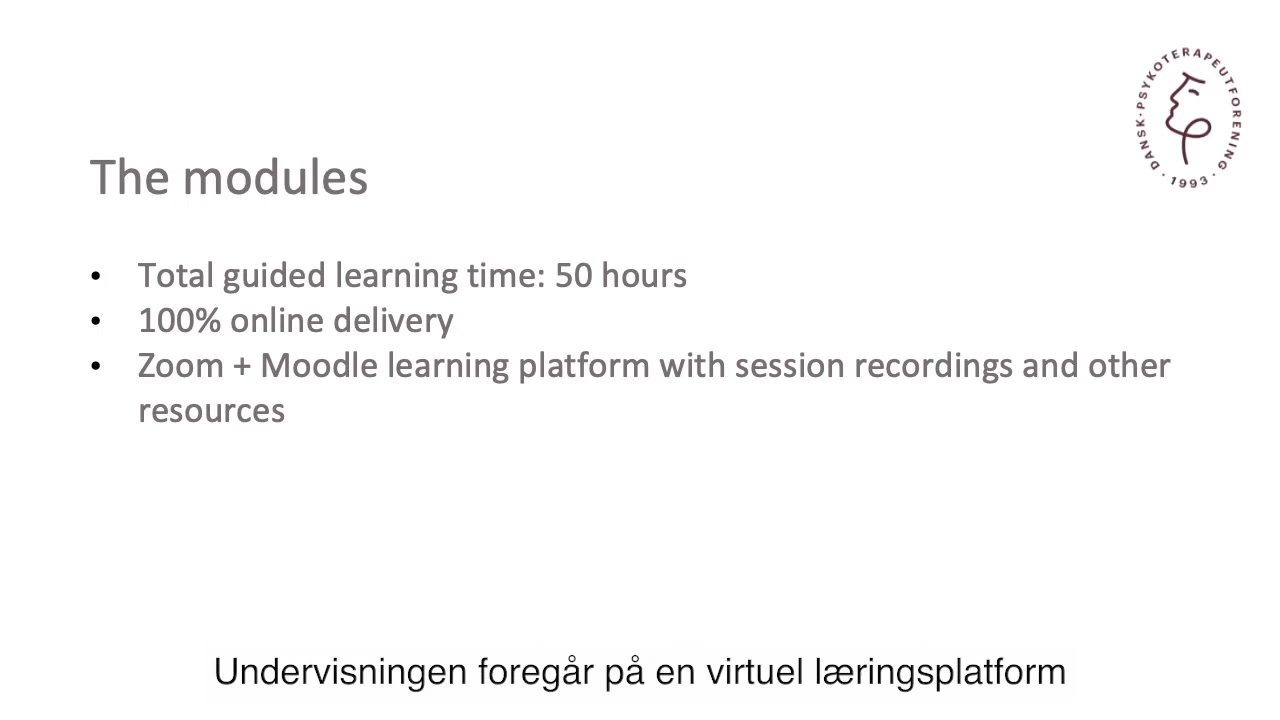 DANSK · PSYKOTERAPEUTFORENING · 1993 ·
The modules
• Total guided learning time: 50 hours
• 100% online delivery
• Zoom + Moodle learning platform with session recordings and other
resources
Undervisningen foregår på en virtuel læringsplatform